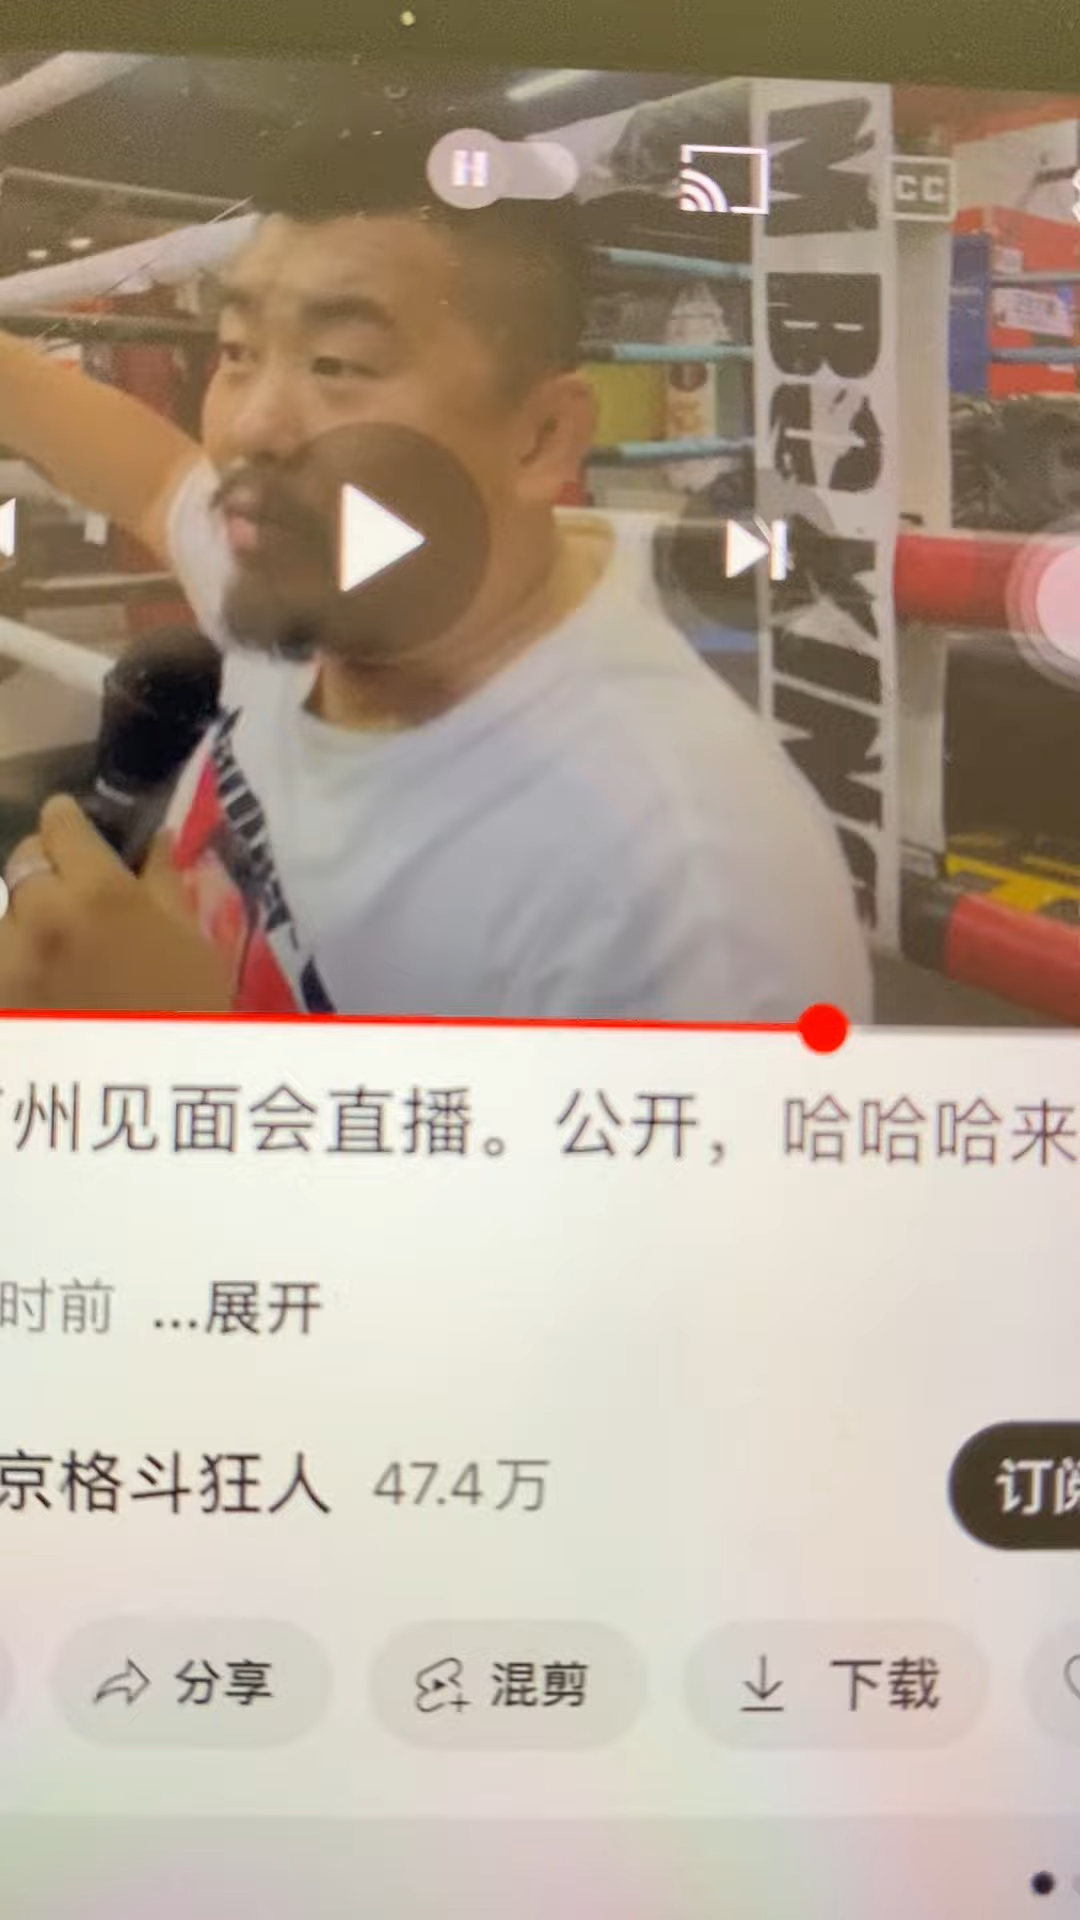 CC
M BOXING
州见面会直播。公开，哈哈哈来
时前 ...展开
京格斗狂人 47.4万
订阅
分享
混剪
下载